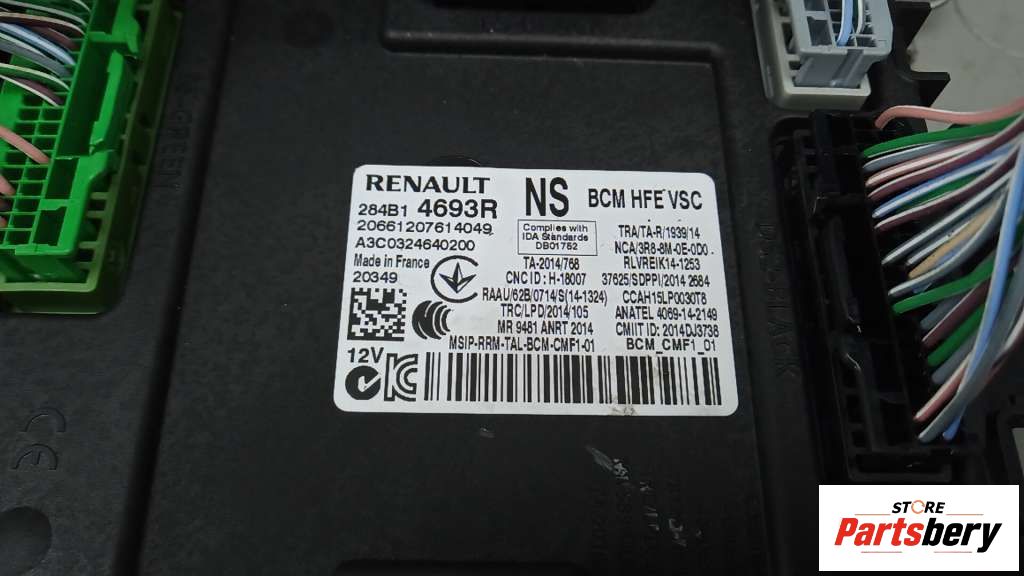 RENAULT
284B1 4693R
20661207614049
A3C0324640200
Made in France
20349
12V
NS
BCM HFE VSC
Complies with
IDA Standards
DB01752
TA-2014/768
CNC ID: H-18007
RAAU/62B/0714/S(14-1324)
TRC/LPD/2014/105
MR 9481 ANRT 2014
MSIP-RRM-TAL-BCM-CMF1-01
TRA/TA-R/1939/14
NCA/3R8-8M-0E-0D0
RLVREIK14-1253
37625/SDPPI/2014 2684
CCAH15LP0030T8
ANATEL 4069-14-2149
CMIIT ID: 2014DJ3738
BCM_CMF1_01
GREEN
CE
STORE
Partsbery